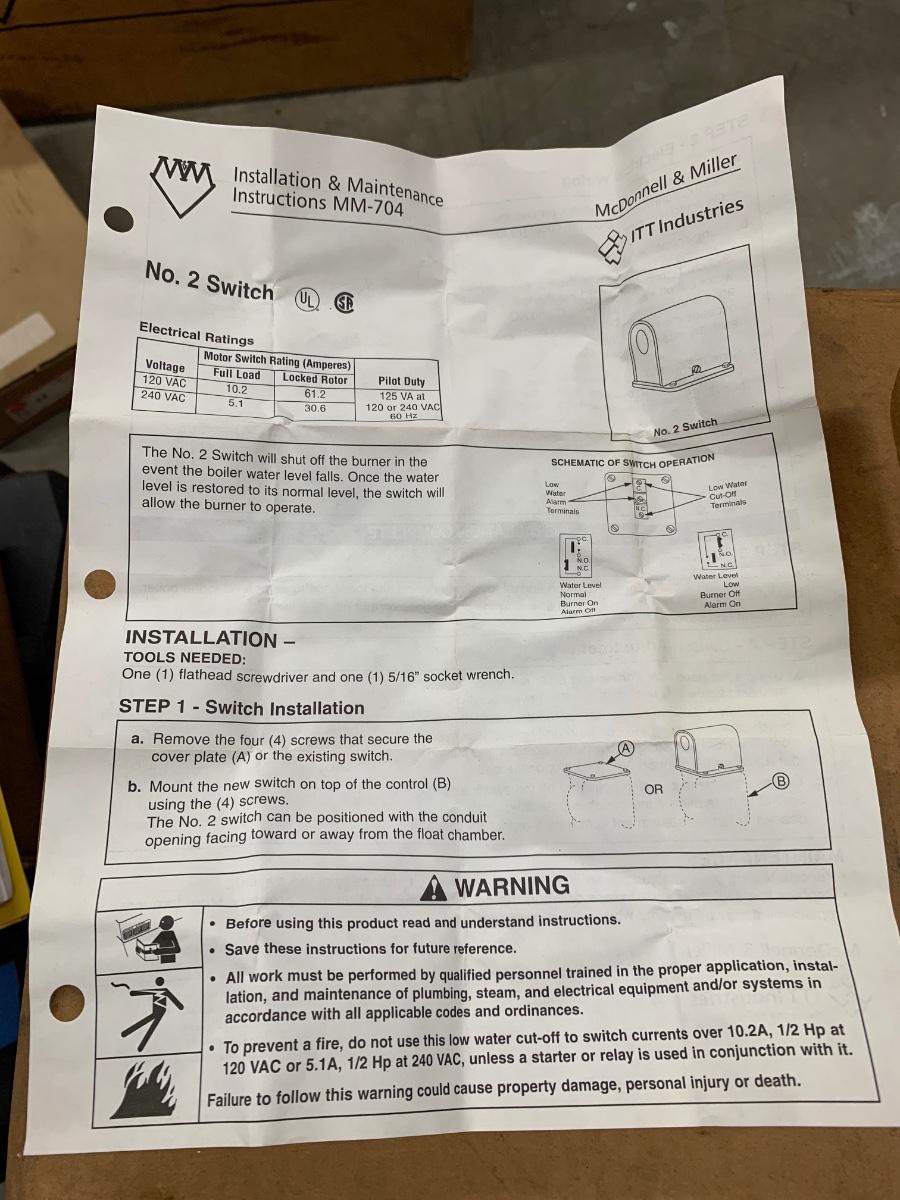 MM
Installation & Maintenance
Instructions MM-704
McDonnell & Miller
ITT Industries
No. 2 Switch
UL
SA
Electrical Ratings
Voltage
Motor Switch Rating (Amperes)
Full Load
Locked Rotor
Pilot Duty
120 VAC
10.2
61.2
125 VA at
240 VAC
5.1
30.6
120 or 240 VAC
60 Hz
No. 2 Switch
The No. 2 Switch will shut off the burner in the
event the boiler water level falls. Once the water
level is restored to its normal level, the switch will
allow the burner to operate.
SCHEMATIC OF SWITCH OPERATION
Low
Water
Alarm
Terminals
C.
N.C.
Low Water
Cut-Off
Terminals
C.
N.O.
N.C.
Water Level
Normal
Burner On
Alarm Off
C.
N.O.
N.C.
Water Level
Low
Burner Off
Alarm On
INSTALLATION –
TOOLS NEEDED:
One (1) flathead screwdriver and one (1) 5/16" socket wrench.
STEP 1 - Switch Installation
a. Remove the four (4) screws that secure the
cover plate (A) or the existing switch.
b. Mount the new switch on top of the control (B)
using the (4) screws.
The No. 2 switch can be positioned with the conduit
opening facing toward or away from the float chamber.
A
OR
B
WARNING
• Before using this product read and understand instructions.
• Save these instructions for future reference.
• All work must be performed by qualified personnel trained in the proper application, instal-
lation, and maintenance of plumbing, steam, and electrical equipment and/or systems in
accordance with all applicable codes and ordinances.
• To prevent a fire, do not use this low water cut-off to switch currents over 10.2A, 1/2 Hp at
120 VAC or 5.1A, 1/2 Hp at 240 VAC, unless a starter or relay is used in conjunction with it.
Failure to follow this warning could cause property damage, personal injury or death.